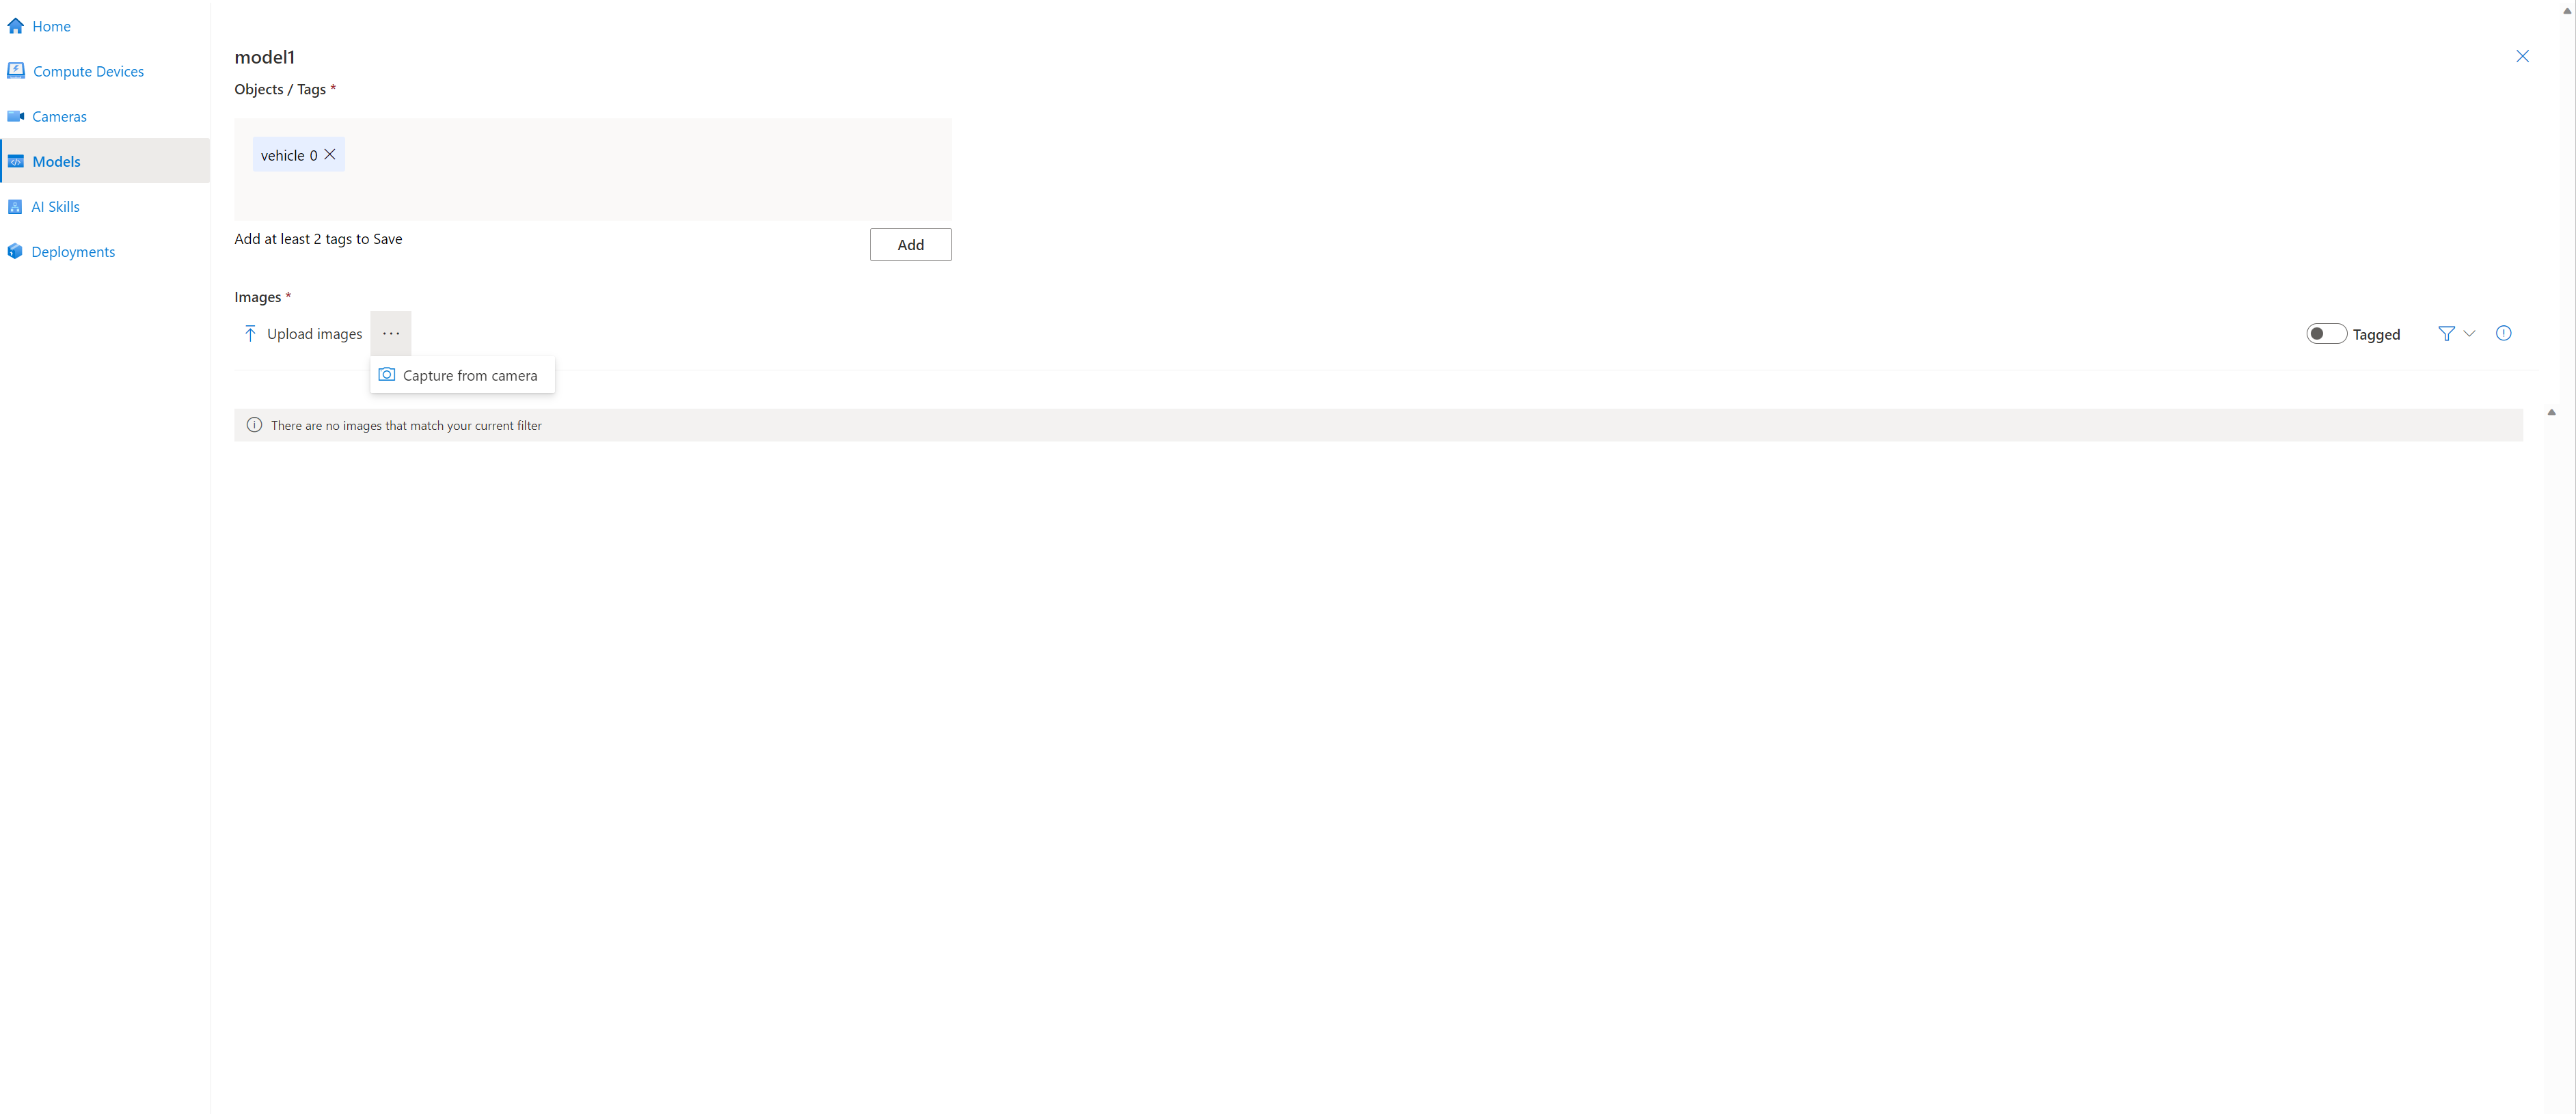 Home
Compute Devices
Cameras
Models
AI Skills
Deployments
model1
Objects / Tags *
vehicle 0
Add at least 2 tags to Save
Add
Images *
Upload images
Tagged
Capture from camera
There are no images that match your current filter